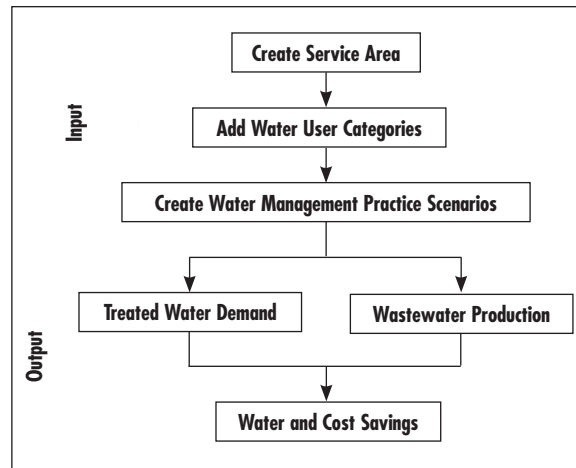 Create Service Area
Input
Add Water User Categories
Create Water Management Practice Scenarios
Treated Water Demand
Wastewater Production
Output
Water and Cost Savings